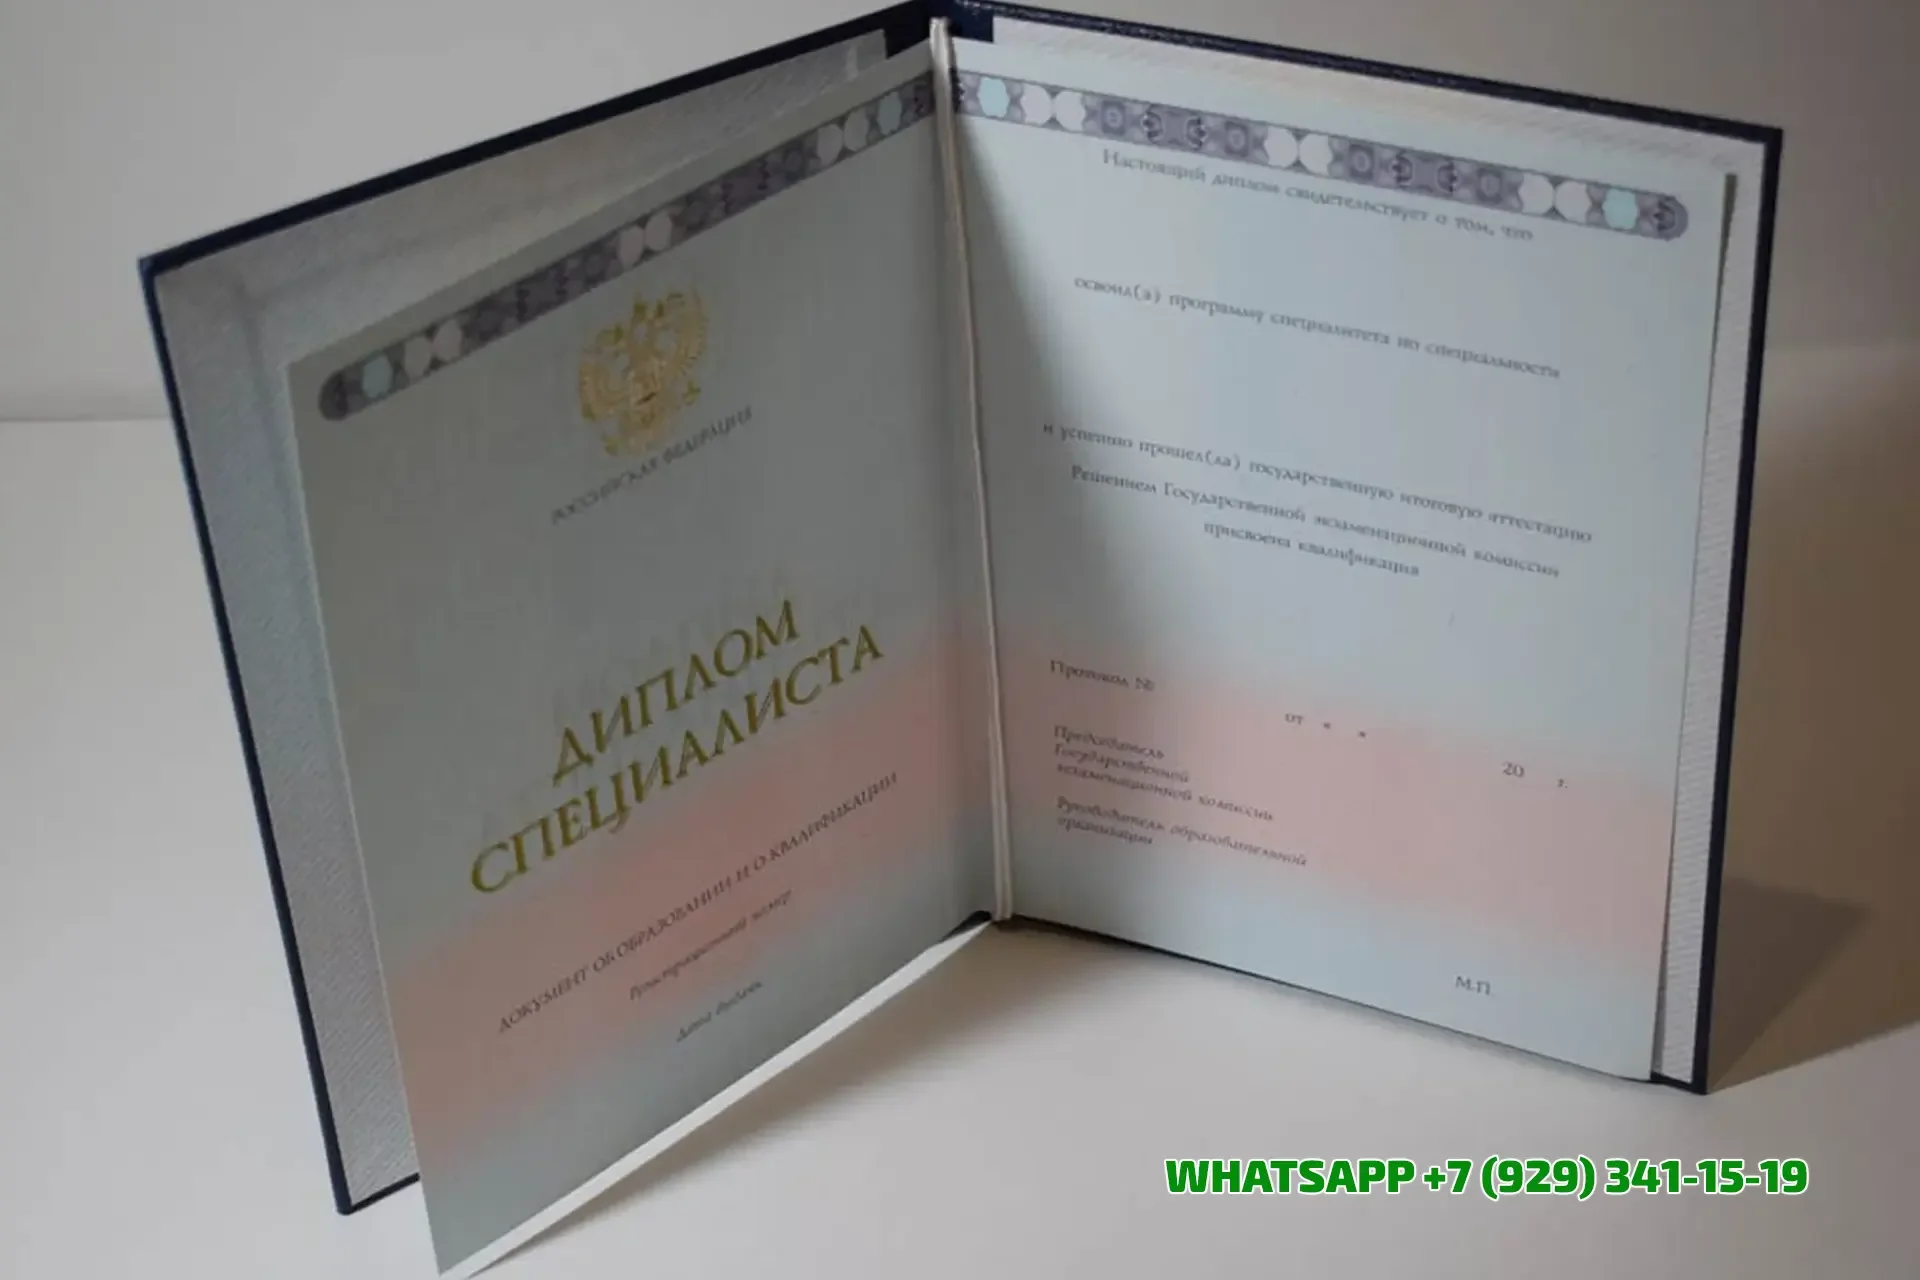 РОССИЙСКАЯ ФЕДЕРАЦИЯ
ДИПЛОМ
СПЕЦИАЛИСТА
ДОКУМЕНТ ОБ ОБРАЗОВАНИИ И О КВАЛИФИКАЦИИ
Регистрационный номер
Дата выдачи
Настоящий диплом свидетельствует о том, что
освоил(а) программу специалитета по специальности
и успешно прошел(ла) государственную итоговую аттестацию
Решением Государственной экзаменационной комиссии
присвоена квалификация
Протокол №
от « » 20 г.
Председатель
Государственной
экзаменационной комиссии
Руководитель образовательной
организации
М.П.
WHATSAPP +7 (929) 341-15-19